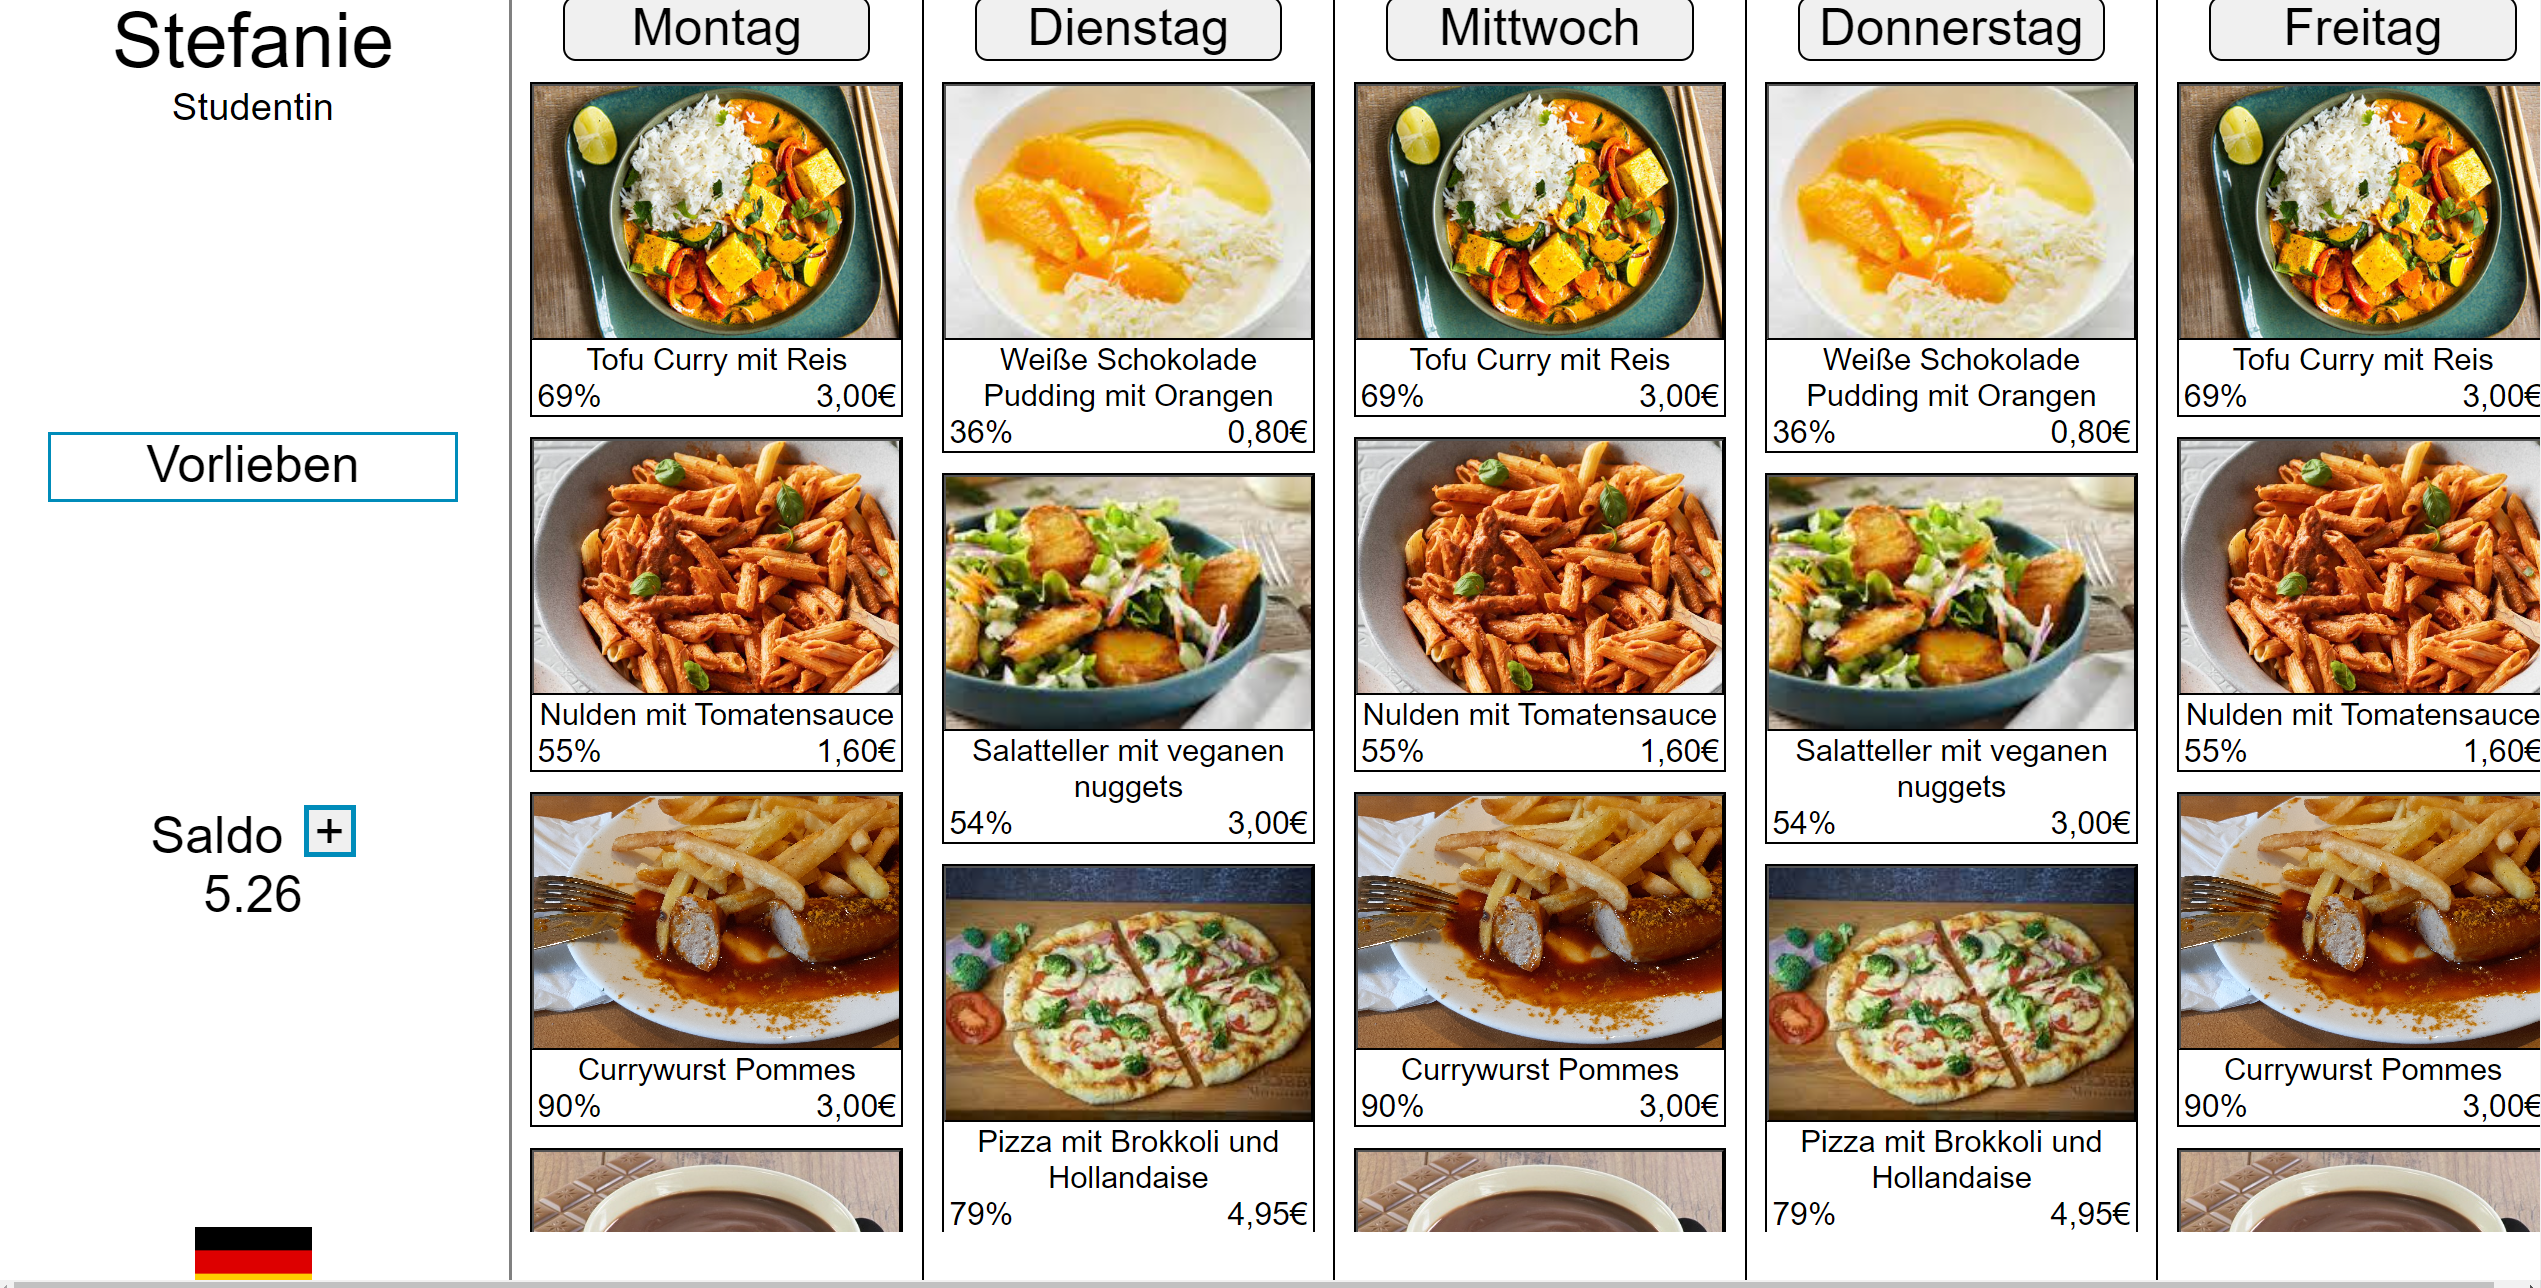 Stefanie
Studentin
Vorlieben
Saldo +
5.26
Montag
Tofu Curry mit Reis
69% 3,00€
Nulden mit Tomatensauce
55% 1,60€
Currywurst Pommes
90% 3,00€
Dienstag
Weiße Schokolade
Pudding mit Orangen
36% 0,80€
Salatteller mit veganen
nuggets
54% 3,00€
Pizza mit Brokkoli und
Hollandaise
79% 4,95€
Mittwoch
Tofu Curry mit Reis
69% 3,00€
Nulden mit Tomatensauce
55% 1,60€
Currywurst Pommes
90% 3,00€
Donnerstag
Weiße Schokolade
Pudding mit Orangen
36% 0,80€
Salatteller mit veganen
nuggets
54% 3,00€
Pizza mit Brokkoli und
Hollandaise
79% 4,95€
Freitag
Tofu Curry mit Reis
69% 3,00€
Nulden mit Tomatensauce
55% 1,60€
Currywurst Pommes
90% 3,00€